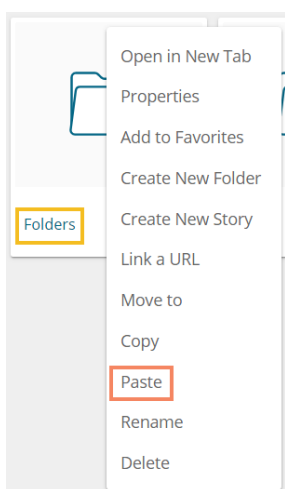 Open in New Tab
Properties
Add to Favorites
Create New Folder
Folders
Create New Story
Link a URL
Move to
Copy
Paste
Rename
Delete